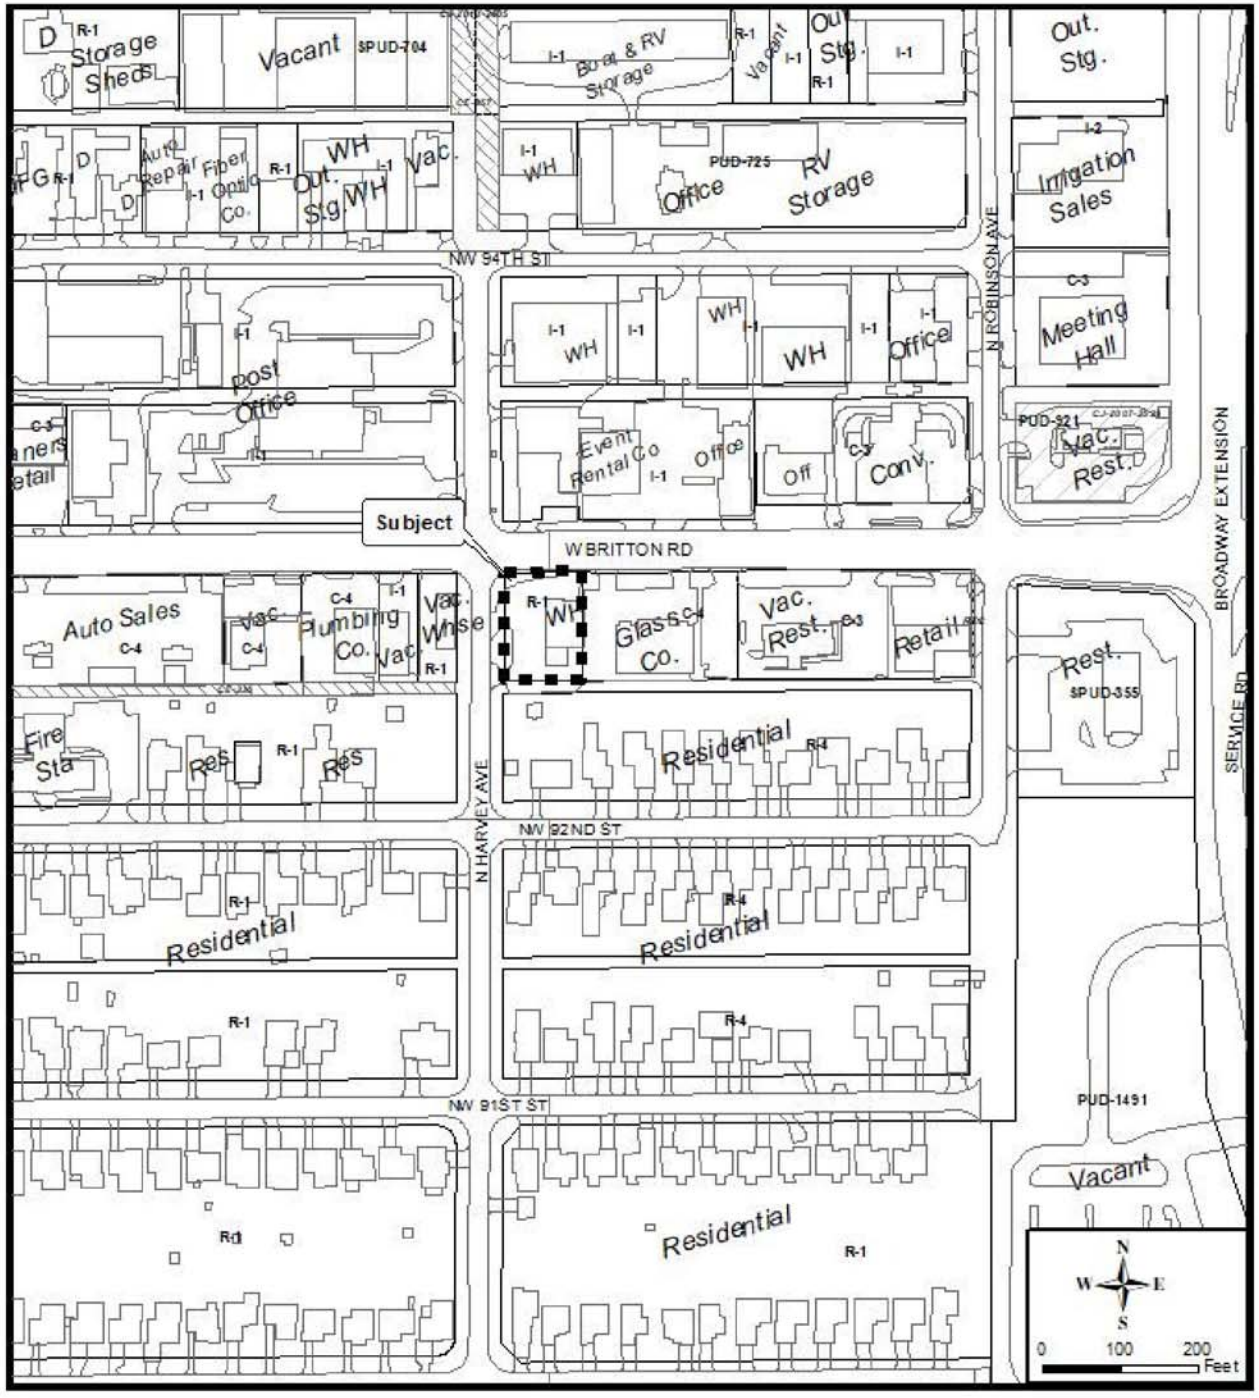 D
R-1
Storage
Sheds
Vacant
SPUD-704
I-1
Boat & RV
Storage
R-1
Vacant
I-1
Out
Stg.
R-1
I-1
Out.
Stg.
D
R-1
D
Auto
Repair
I-1
Fiber
Optic
Co.
R-1
WH
Out.
Stg.
I-1
WH
Vac.
I-1
WH
PUD-725
Office
RV
Storage
I-2
Irrigation
Sales
NW 94TH ST
N ROBINSON AVE
I-1
Post
Office
I-1
I-1
WH
I-1
WH
I-1
WH
I-1
I-1
Office
C-3
Meeting
Hall
C-3
Event
Rental Co
I-1
Office
Off
C-3
Conv.
PUD-921
Vac.
Rest.
BROADWAY EXTENSION
Subject
W BRITTON RD
Auto Sales
C-4
Vac.
C-4
C-4
Plumbing
Co.
I-1
Vac.
Vac.
Whse
R-1
R-1
WH
Glass
Co.
C-4
Vac.
Rest.
C-3
Retail
Rest.
SPUD-355
SERVICE RD
Fire
Sta
Res
R-1
Res
N HARVEY AVE
Residential
R-4
NW 92ND ST
R-1
Residential
R-4
Residential
R-1
R-4
NW 91ST ST
PUD-1491
Vacant
R-1
Residential
R-1
N
W E
S
0 100 200
Feet